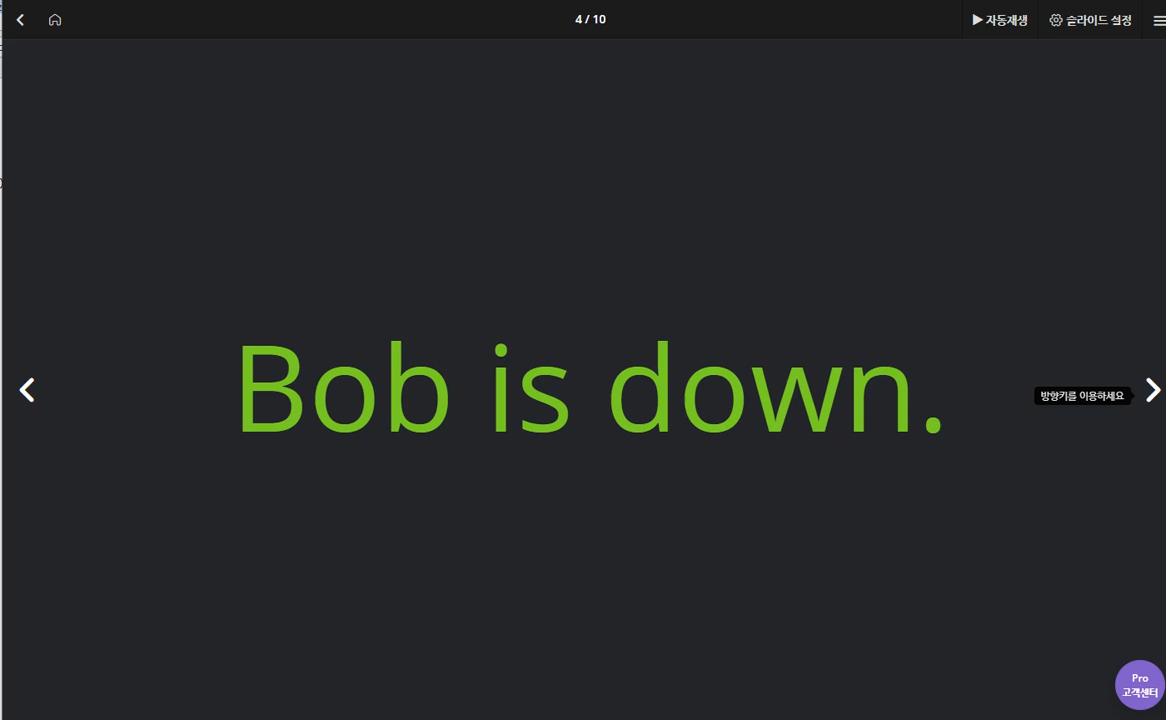 4 / 10
▶ 자동재생
슬라이드 설정
Bob is down.
방향키를 이용하세요
Pro
고객센터